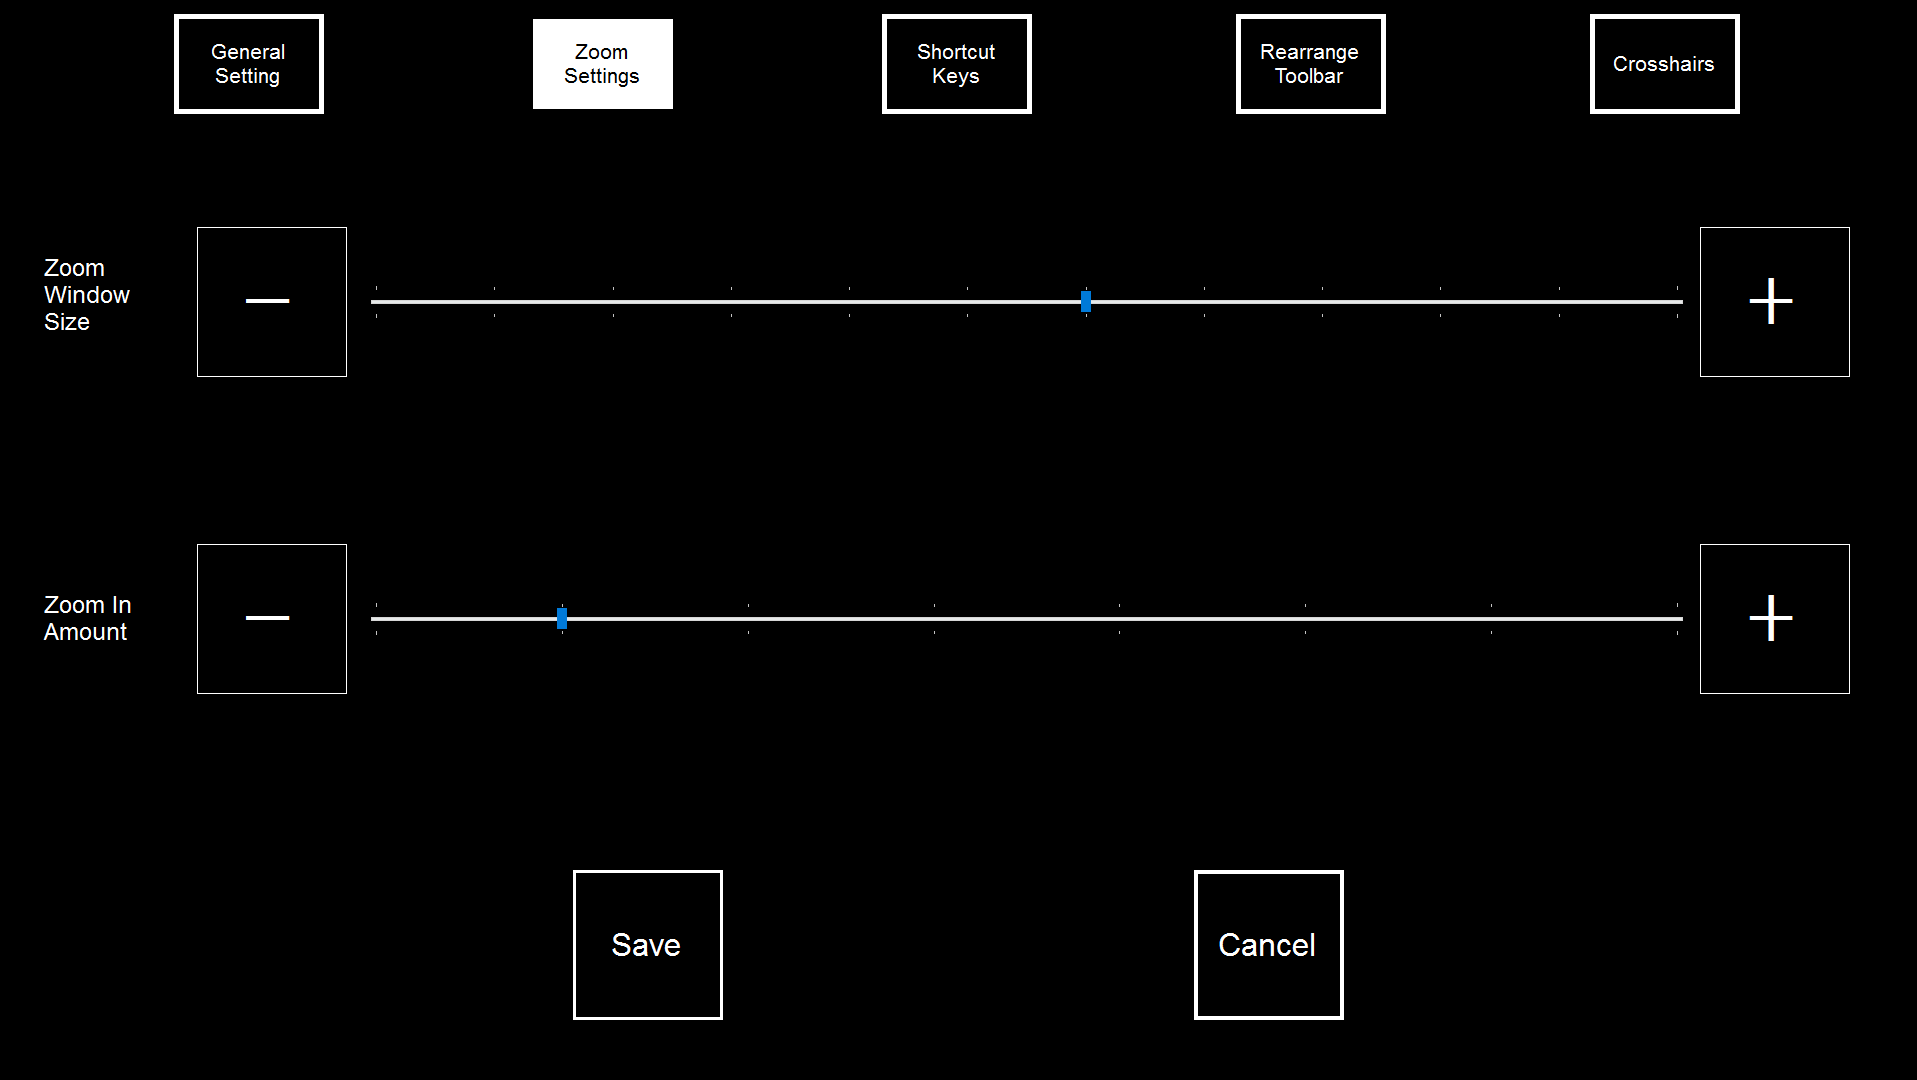 General
Setting
Zoom
Settings
Shortcut
Keys
Rearrange
Toolbar
Crosshairs
Zoom
Window
Size
Zoom In
Amount
Save
Cancel